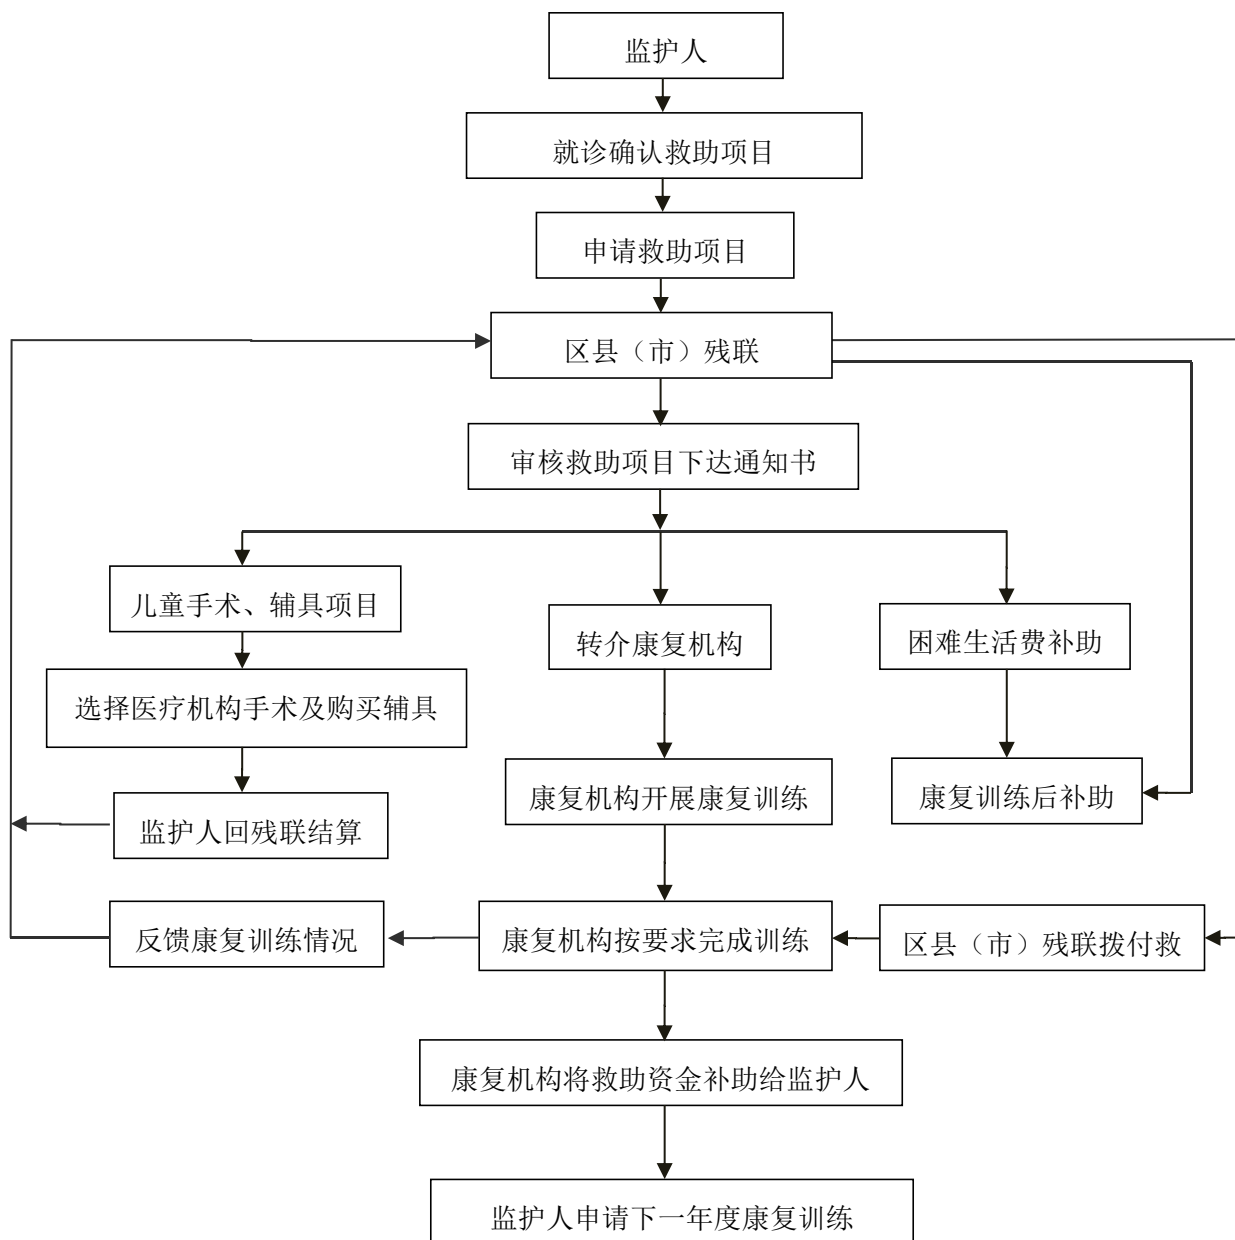 监护人
就诊确认救助项目
申请救助项目
区县（市）残联
审核救助项目下达通知书
儿童手术、辅具项目
转介康复机构
困难生活费补助
选择医疗机构手术及购买辅具
康复机构开展康复训练
康复训练后补助
监护人回残联结算
反馈康复训练情况
康复机构按要求完成训练
区县（市）残联拨付救
康复机构将救助资金补助给监护人
监护人申请下一年度康复训练